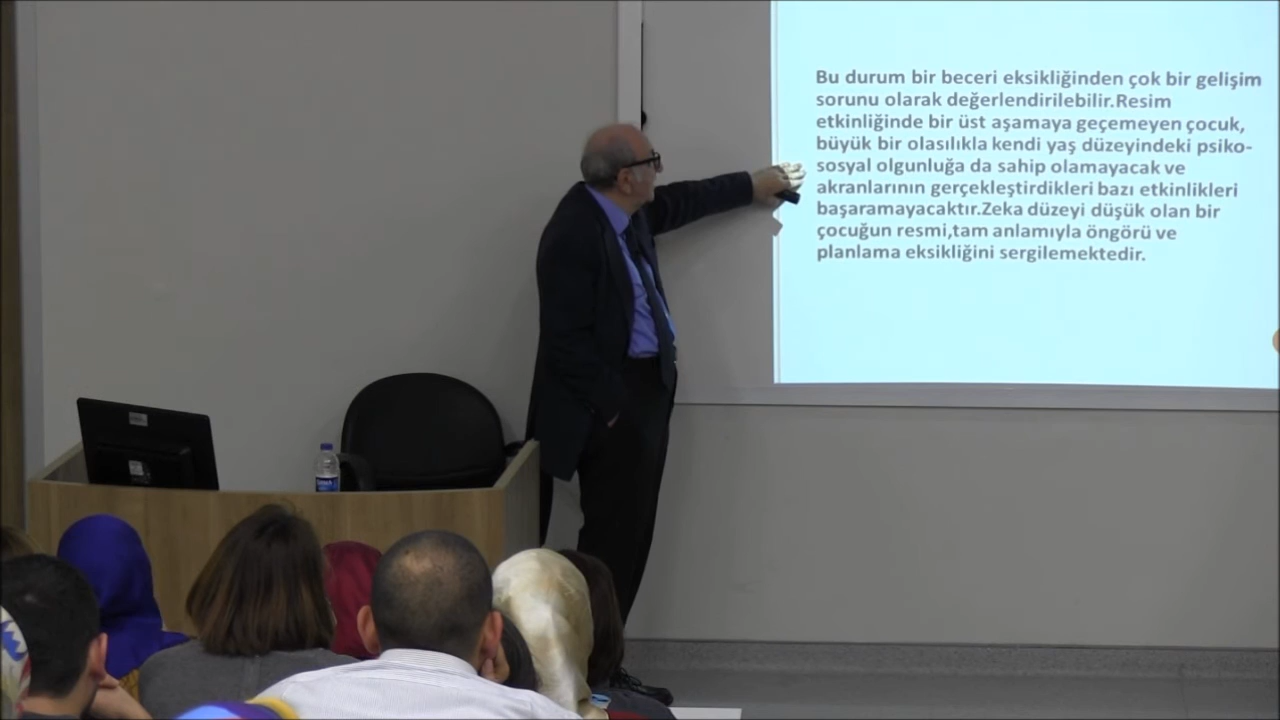 Bu durum bir beceri eksikliğinden çok bir gelişim
sorunu olarak değerlendirilebilir.Resim
etkinliğinde bir üst aşamaya geçemeyen çocuk,
büyük bir olasılıkla kendi yaş düzeyindeki psiko-
sosyal olgunluğa da sahip olamayacak ve
akranlarının gerçekleştirdikleri bazı etkinlikleri
başaramayacaktır.Zeka düzeyi düşük olan bir
çocuğun resmi,tam anlamıyla öngörü ve
planlama eksikliğini sergilemektedir.